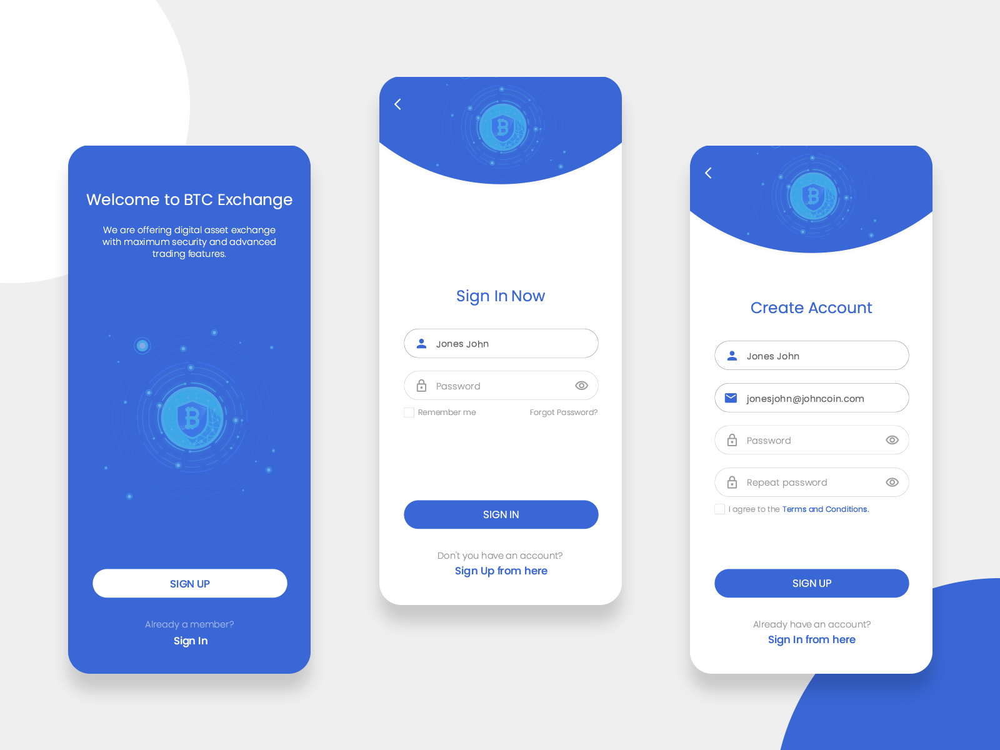 Welcome to BTC Exchange
We are offering digital asset exchange
with maximum security and advanced
trading features.
SIGN UP
Already a member?
Sign In
Sign In Now
Jones John
Password
Remember me
Forgot Password?
SIGN IN
Don't you have an account?
Sign Up from here
Create Account
Jones John
jonesjohn@johncoin.com
Password
Repeat password
I agree to the Terms and Conditions.
SIGN UP
Already have an account?
Sign In from here